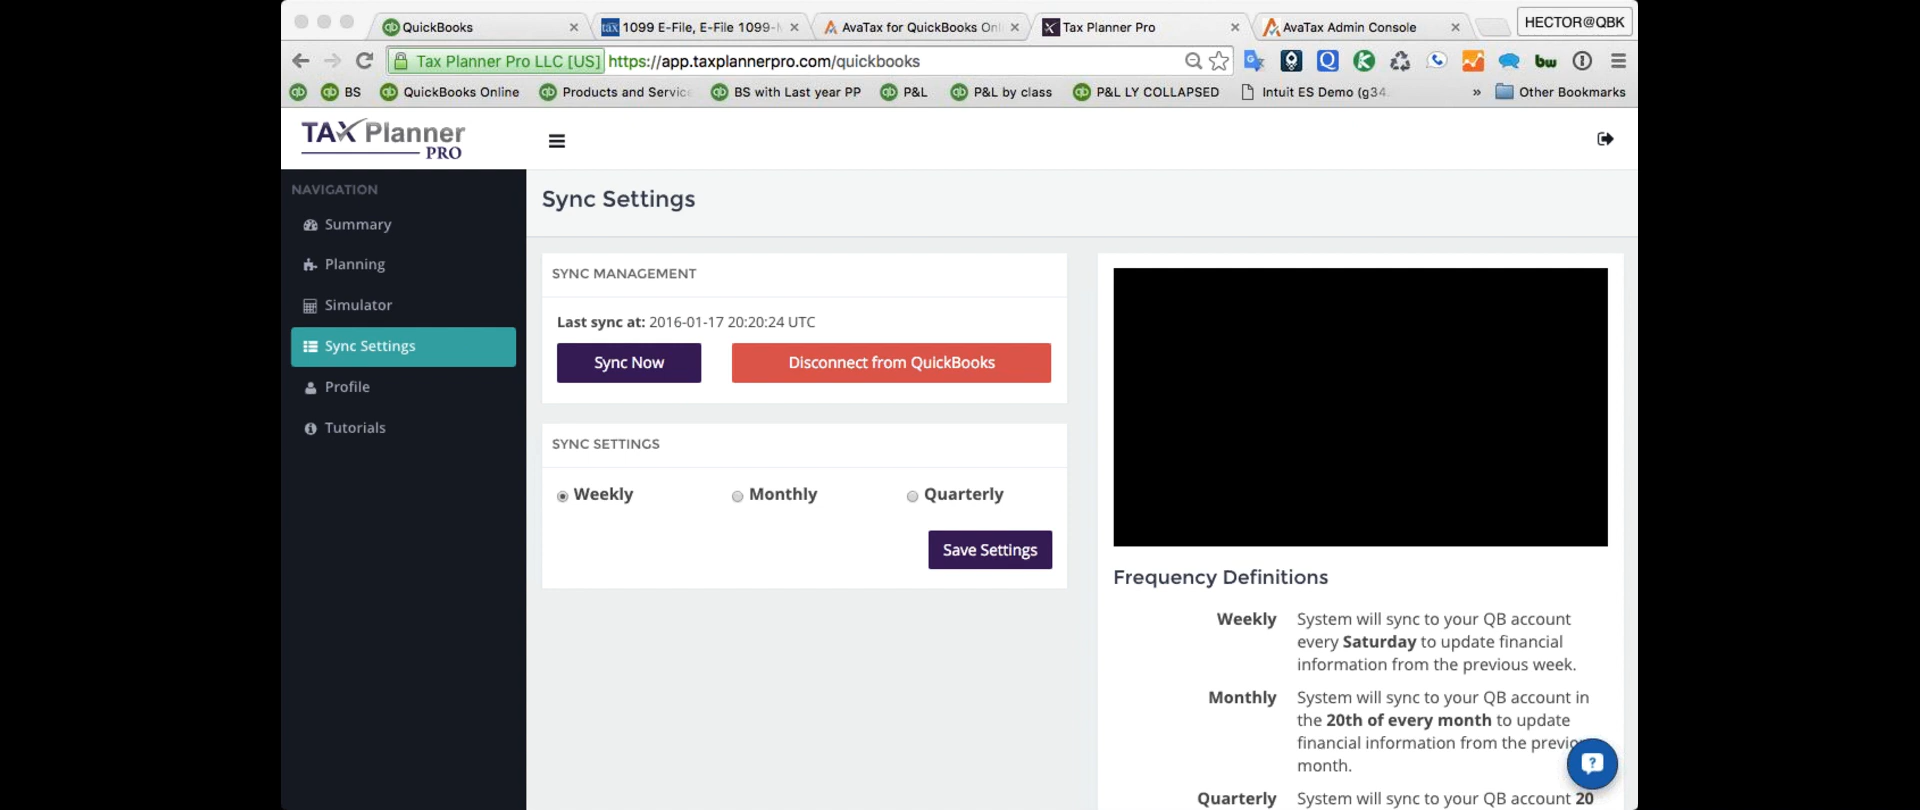 QuickBooks
1099 E-File, E-File 1099-
AvaTax for QuickBooks Onl
Tax Planner Pro
AvaTax Admin Console
HECTOR@QBK
Tax Planner Pro LLC [US] https://app.taxplannerpro.com/quickbooks
BS
QuickBooks Online
Products and Servic
BS with Last year PP
P&L
P&L by class
P&L LY COLLAPSED
Intuit ES Demo (g34
» Other Bookmarks
TAX Planner
PRO
NAVIGATION
Summary
Planning
Simulator
Sync Settings
Profile
Tutorials
Sync Settings
SYNC MANAGEMENT
Last sync at: 2016-01-17 20:20:24 UTC
Sync Now
Disconnect from QuickBooks
SYNC SETTINGS
Weekly
Monthly
Quarterly
Save Settings
Frequency Definitions
Weekly
System will sync to your QB account
every Saturday to update financial
information from the previous week.
Monthly
System will sync to your QB account in
the 20th of every month to update
financial information from the previo
month.
Quarterly
System will sync to your QB account 20